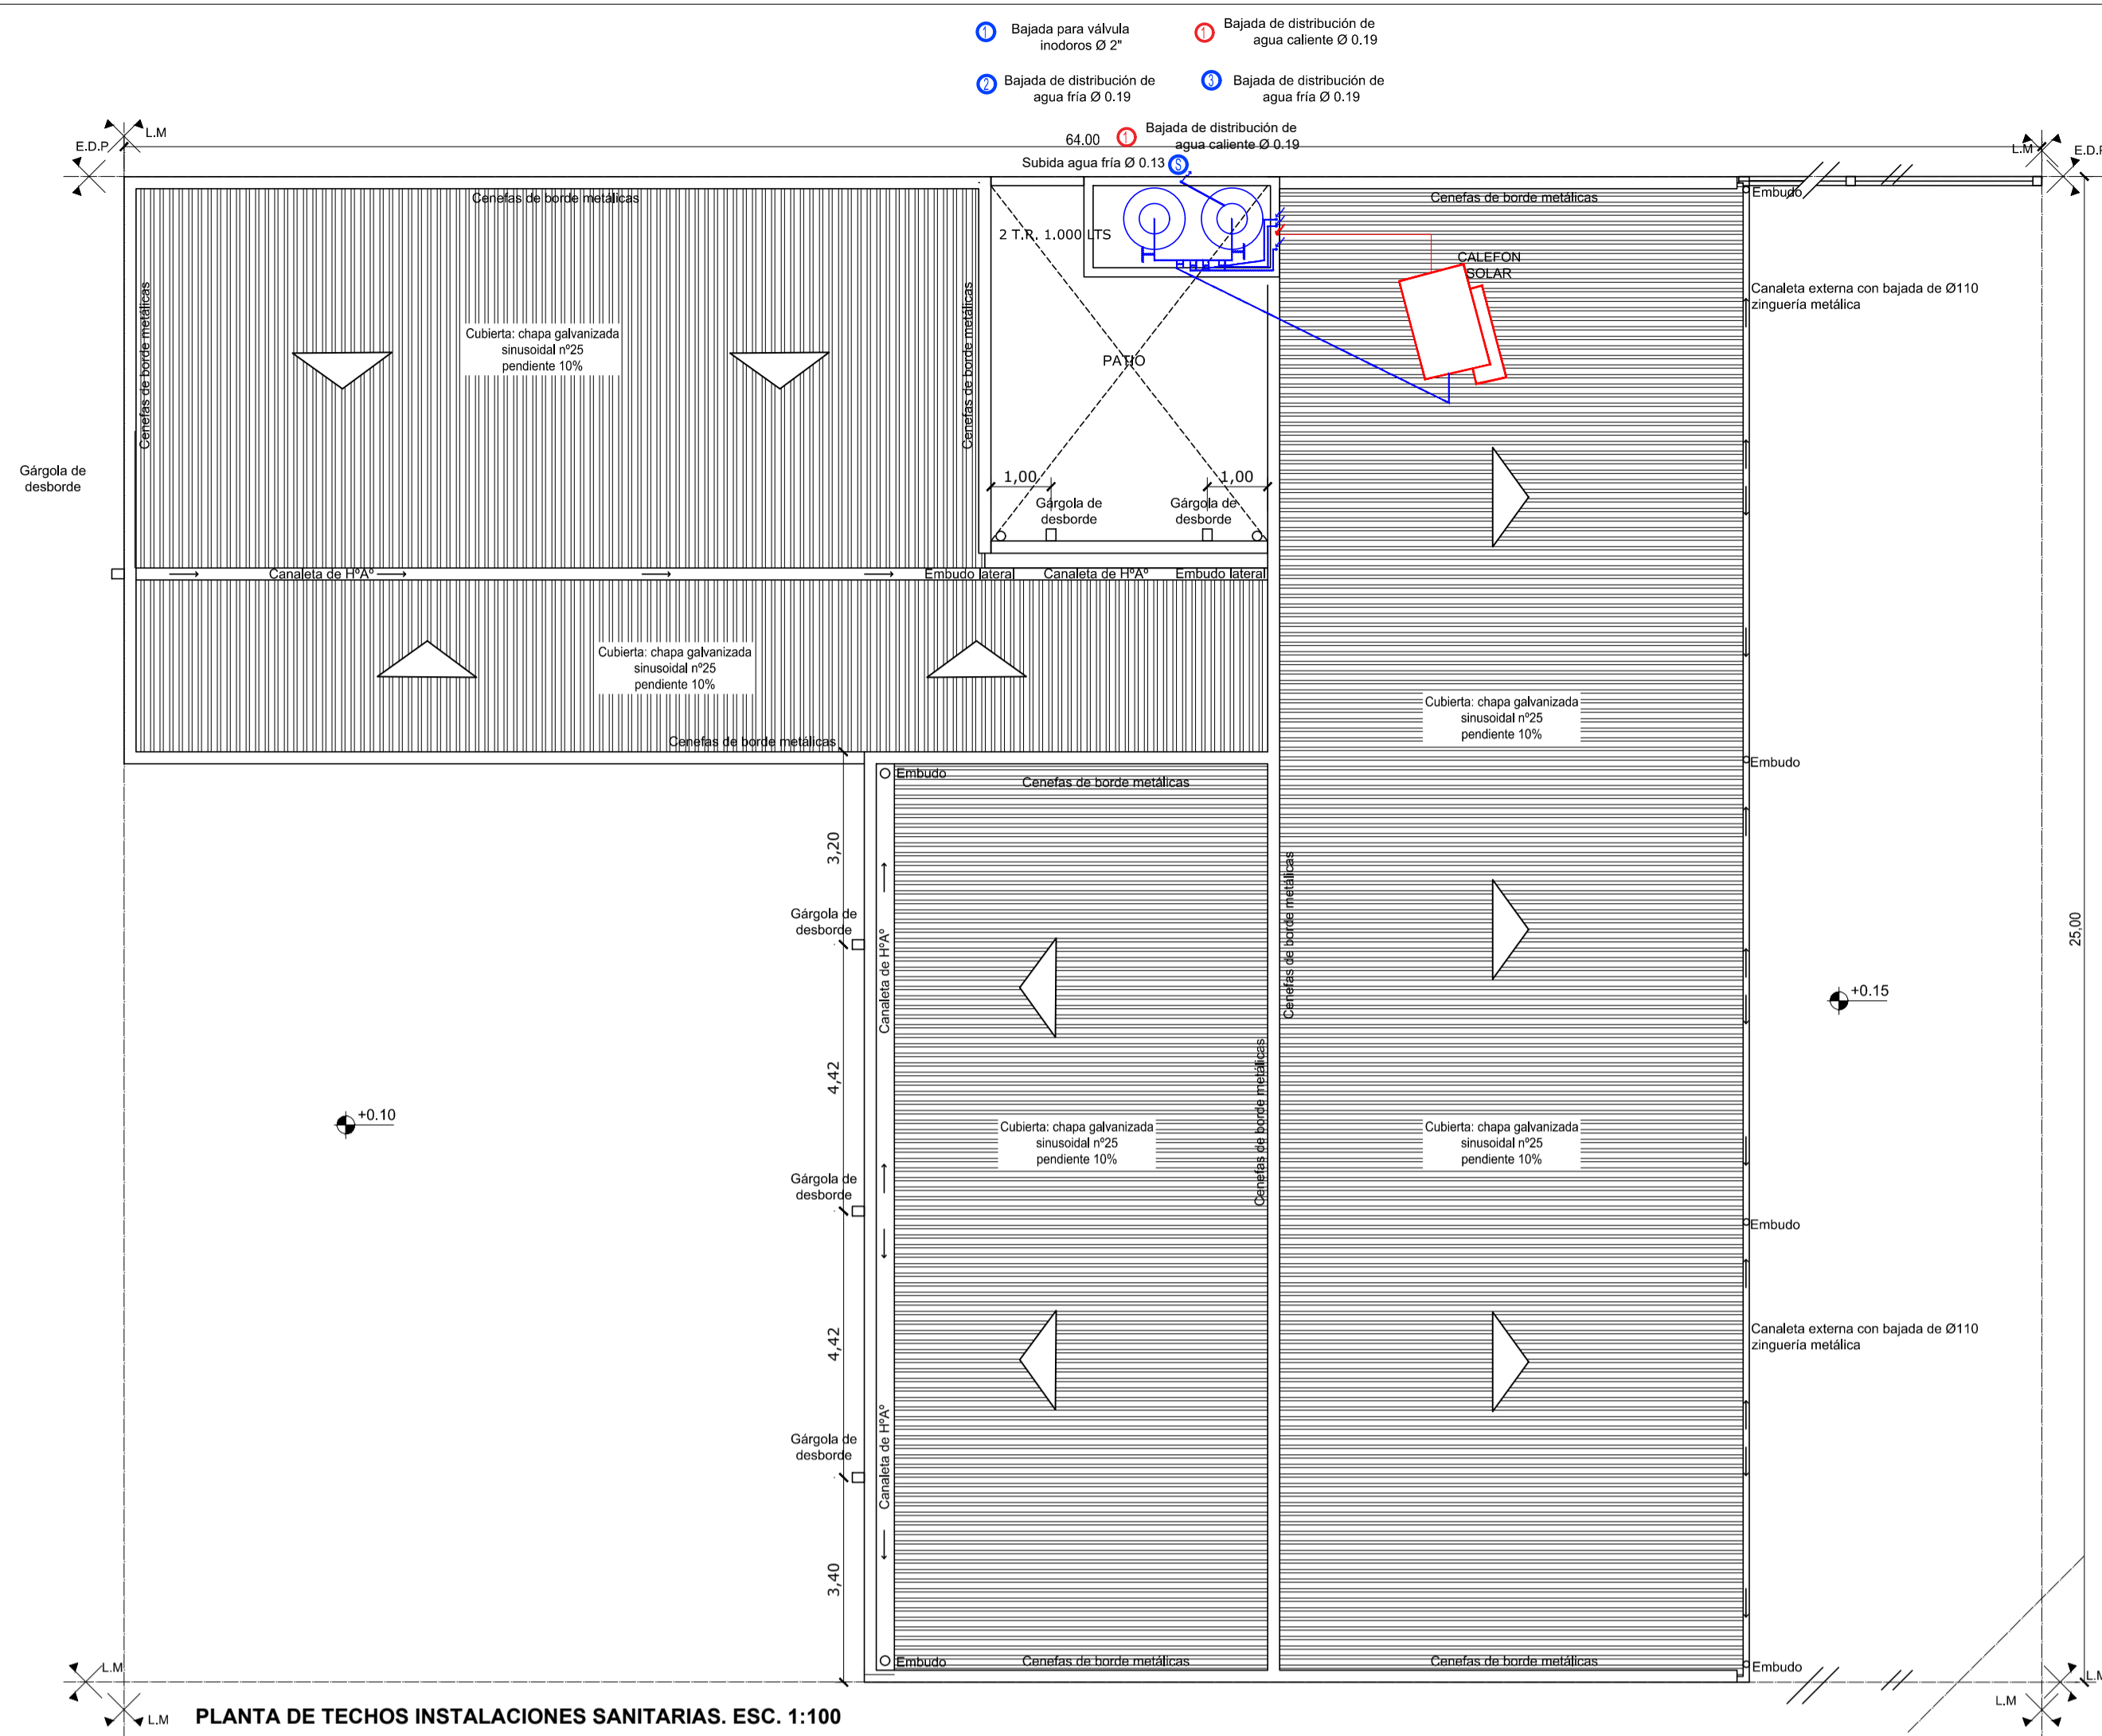 1
Bajada para válvula
inodoros Ø 2"
1
Bajada de distribución de
agua caliente Ø 0.19
2
Bajada de distribución de
agua fría Ø 0.19
3
Bajada de distribución de
agua fría Ø 0.19
L.M
E.D.P
64.00
1
Bajada de distribución de
agua caliente Ø 0.19
L.M
E.D.P
Subida agua fría Ø 0.13
S
Cenefas de borde metálicas
Cenefas de borde metálicas
Embudo
2 T.R. 1.000 LTS
CALEFON
SOLAR
Canaleta externa con bajada de Ø110
zinguería metálica
Cenefas de borde metálicas
Cenefas de borde metálicas
Cubierta: chapa galvanizada
sinusoidal nº25
pendiente 10%
PATIO
Gárgola de
desborde
1,00
1,00
Gárgola de
desborde
Gárgola de
desborde
Canaleta de HºAº
Embudo lateral
Canaleta de HºAº
Embudo lateral
Cubierta: chapa galvanizada
sinusoidal nº25
pendiente 10%
Cubierta: chapa galvanizada
sinusoidal nº25
pendiente 10%
Cenefas de borde metálicas
Embudo
Embudo
Cenefas de borde metálicas
3,20
Gárgola de
desborde
Canaleta de HºAº
Cenefas de borde metálicas
25,00
+0.15
4,42
+0.10
Cenefas de borde metálicas
Cubierta: chapa galvanizada
sinusoidal nº25
pendiente 10%
Cubierta: chapa galvanizada
sinusoidal nº25
pendiente 10%
Gárgola de
desborde
Embudo
4,42
Canaleta externa con bajada de Ø110
zinguería metálica
Gárgola de
desborde
Canaleta de HºAº
3,40
Embudo
Cenefas de borde metálicas
Cenefas de borde metálicas
Embudo
L.M
L.M
L.M
L.M
PLANTA DE TECHOS INSTALACIONES SANITARIAS. ESC. 1:100